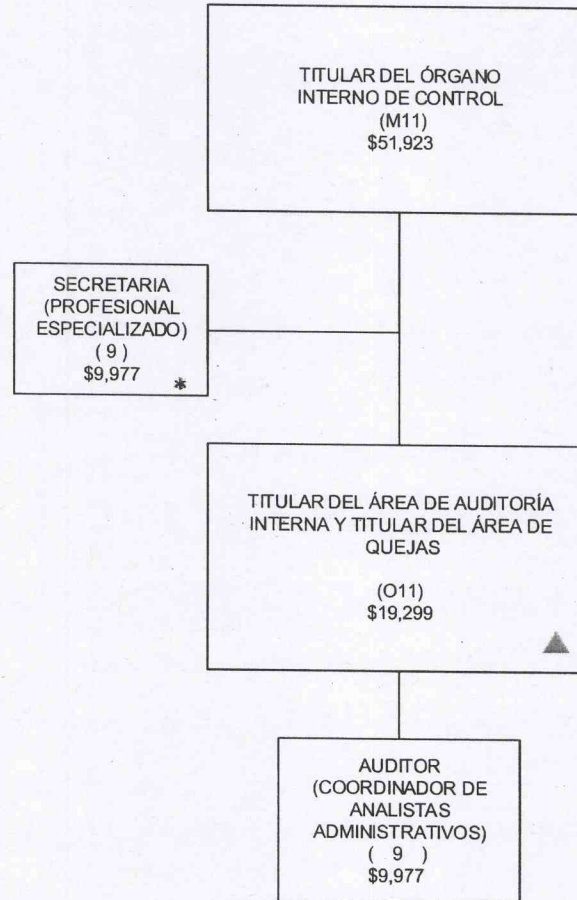 TITULAR DEL ÓRGANO
INTERNO DE CONTROL
(M11)
$51,923
SECRETARIA
(PROFESIONAL
ESPECIALIZADO)
( 9 )
$9,977 *
TITULAR DEL ÁREA DE AUDITORÍA
INTERNA Y TITULAR DEL ÁREA DE
QUEJAS
(O11)
$19,299
AUDITOR
(COORDINADOR DE
ANALISTAS
ADMINISTRATIVOS)
( 9 )
$9,977